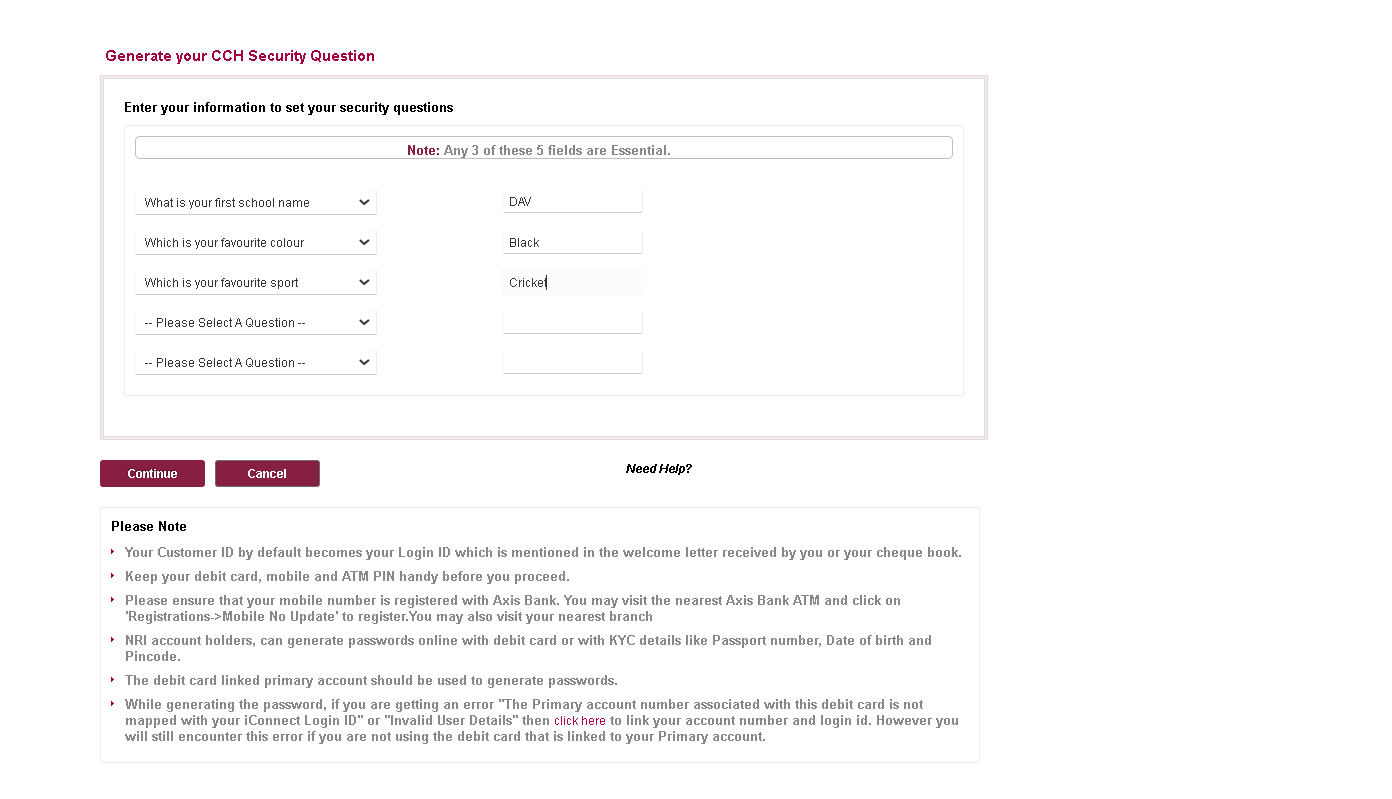 Generate your CCH Security Question
Enter your information to set your security questions
Note: Any 3 of these 5 fields are Essential.
What is your first school name DAV
Which is your favourite colour Black
Which is your favourite sport Cricket
-- Please Select A Question --
-- Please Select A Question --
Continue Cancel Need Help?
Please Note
Your Customer ID by default becomes your Login ID which is mentioned in the welcome letter received by you or your cheque book.
Keep your debit card, mobile and ATM PIN handy before you proceed.
Please ensure that your mobile number is registered with Axis Bank. You may visit the nearest Axis Bank ATM and click on
'Registrations->Mobile No Update' to register.You may also visit your nearest branch
NRI account holders, can generate passwords online with debit card or with KYC details like Passport number, Date of birth and
Pincode.
The debit card linked primary account should be used to generate passwords.
While generating the password, if you are getting an error "The Primary account number associated with this debit card is not
mapped with your iConnect Login ID" or "Invalid User Details" then click here to link your account number and login id. However you
will still encounter this error if you are not using the debit card that is linked to your Primary account.